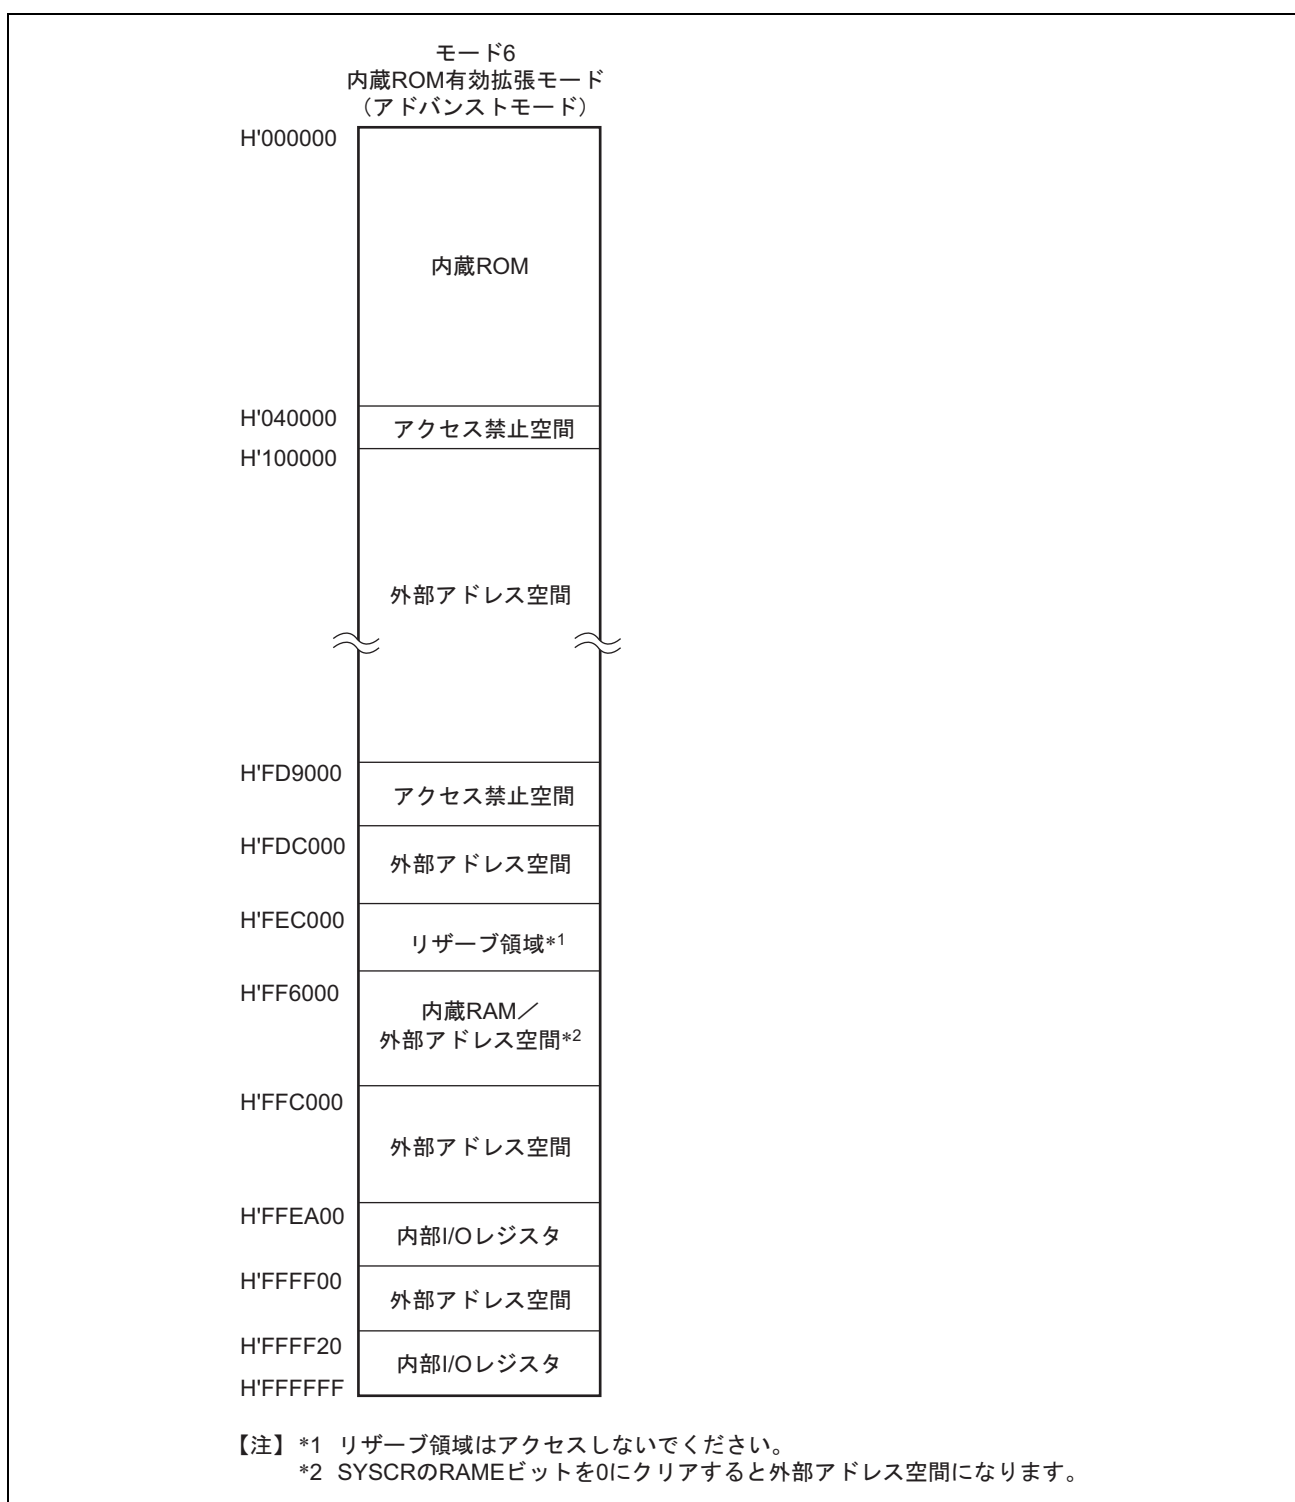 モード6
内蔵ROM有効拡張モード
（アドバンストモード）
H'000000
内蔵ROM
H'040000
アクセス禁止空間
H'100000
外部アドレス空間
H'FD9000
アクセス禁止空間
H'FDC000
外部アドレス空間
H'FEC000
リザーブ領域*1
H'FF6000
内蔵RAM／
外部アドレス空間*2
H'FFC000
外部アドレス空間
H'FFEA00
内部I/Oレジスタ
H'FFFF00
外部アドレス空間
H'FFFF20
内部I/Oレジスタ
H'FFFFFF
【注】 *1 リザーブ領域はアクセスしないでください。
*2 SYSCRのRAMEビットを0にクリアすると外部アドレス空間になります。